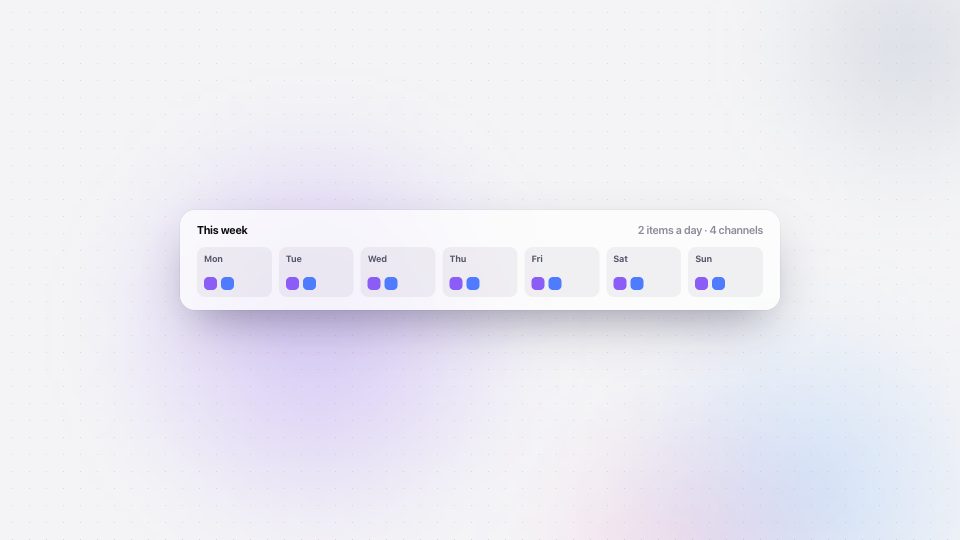 This week
2 items a day · 4 channels
Mon
Tue
Wed
Thu
Fri
Sat
Sun